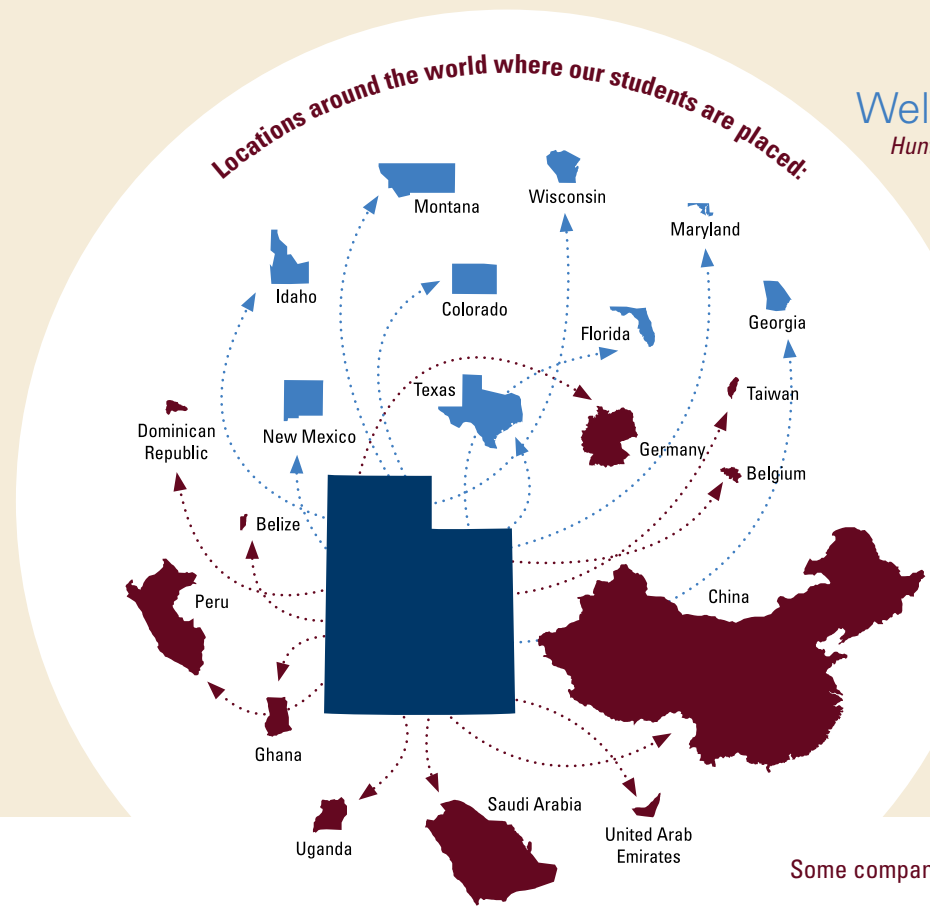 Locations around the world where our students are placed:
Wel
Hun
Montana
Wisconsin
Maryland
Idaho
Colorado
Georgia
Florida
Texas
Taiwan
New Mexico
Dominican
Republic
Germany
Belgium
Belize
Peru
China
Ghana
Saudi Arabia
Uganda
United Arab
Emirates
Some compan